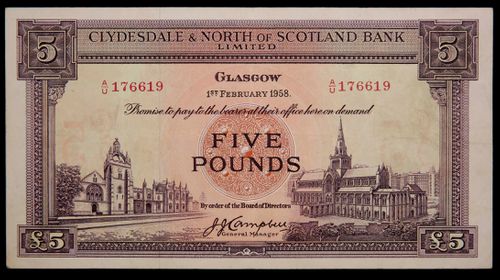 5 5
CLYDESDALE & NORTH OF SCOTLAND BANK
LIMITED
GLASGOW
A/U 176619 A/U 176619
1ST FEBRUARY 1958.
Promise to pay to the bearer at their office here on demand
FIVE
POUNDS
By order of the Board of Directors
J.J. Campbell
General Manager
£5 £5